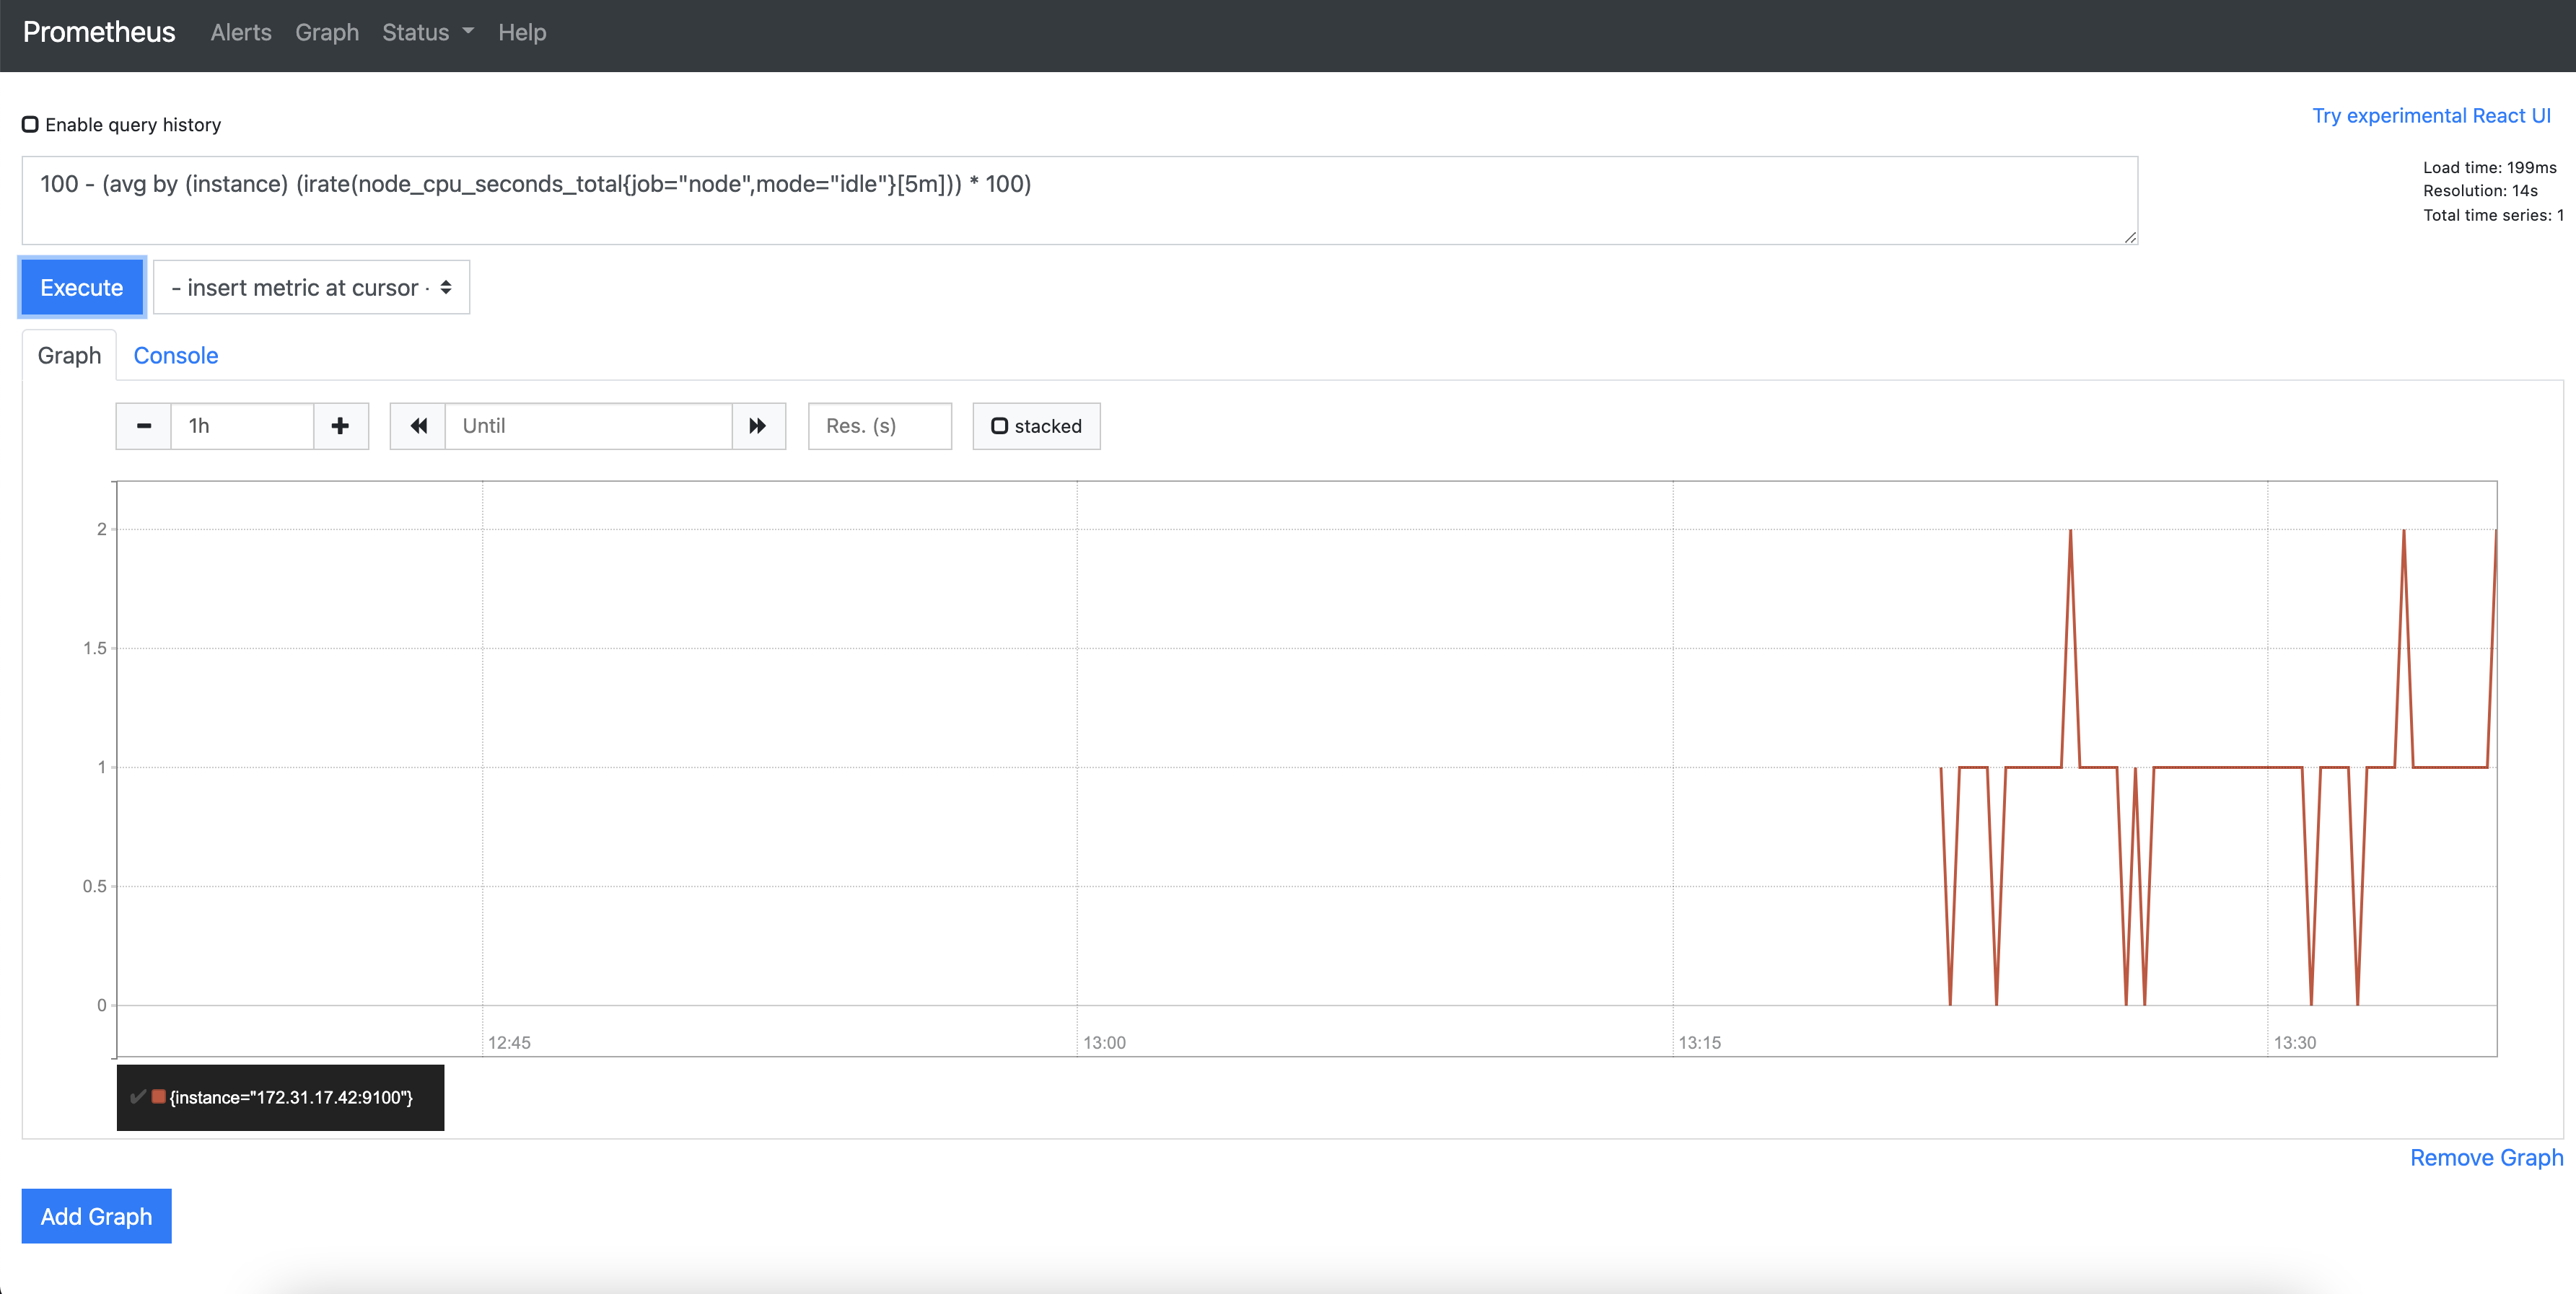 Prometheus Alerts Graph Status Help
Enable query history
Try experimental React UI
100 - (avg by (instance) (irate(node_cpu_seconds_total{job="node",mode="idle"}[5m])) * 100)
Load time: 199ms
Resolution: 14s
Total time series: 1
Execute
- insert metric at cursor -
Graph Console
1h
Until
Res. (s)
stacked
2
1.5
1
0.5
0
12:45
13:00
13:15
13:30
{instance="172.31.17.42:9100"}
Remove Graph
Add Graph